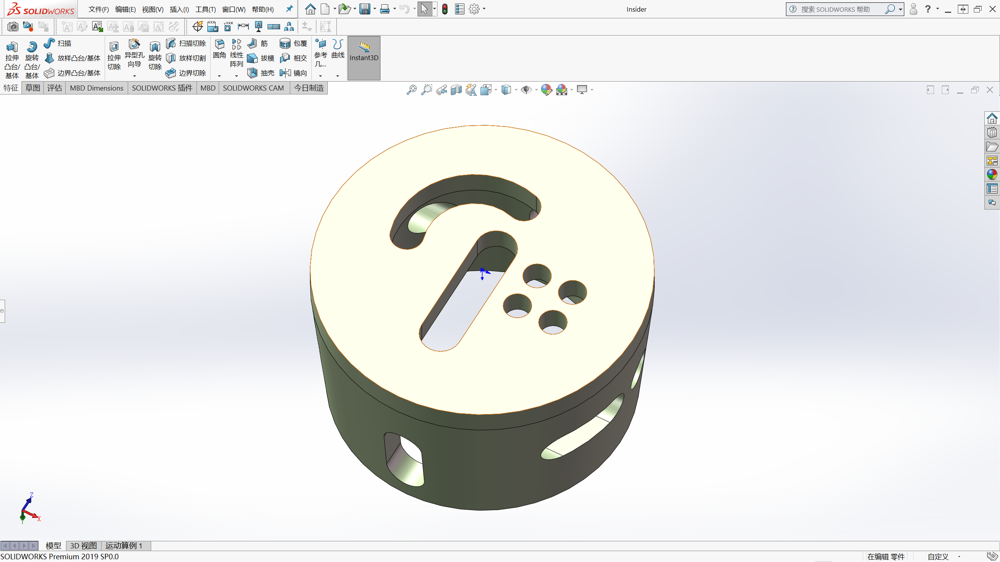 SOLIDWORKS 文件(F) 编辑(E) 视图(V) 插入(I) 工具(T) 窗口(W) 帮助(H) Insider 搜索 SOLIDWORKS 帮助
拉伸凸台/基体
旋转凸台/基体
扫描
放样凸台/基体
边界凸台/基体
拉伸切除
异型孔向导
旋转切除
扫描切除
放样切割
边界切除
圆角
线性阵列
筋
拔模
抽壳
包覆
相交
镜向
参考几...
曲线
Instant3D
特征 草图 评估 MBD Dimensions SOLIDWORKS 插件 MBD SOLIDWORKS CAM 今日制造
Z
X
Y
模型 3D 视图 运动算例 1
SOLIDWORKS Premium 2019 SP0.0 在编辑 零件 自定义